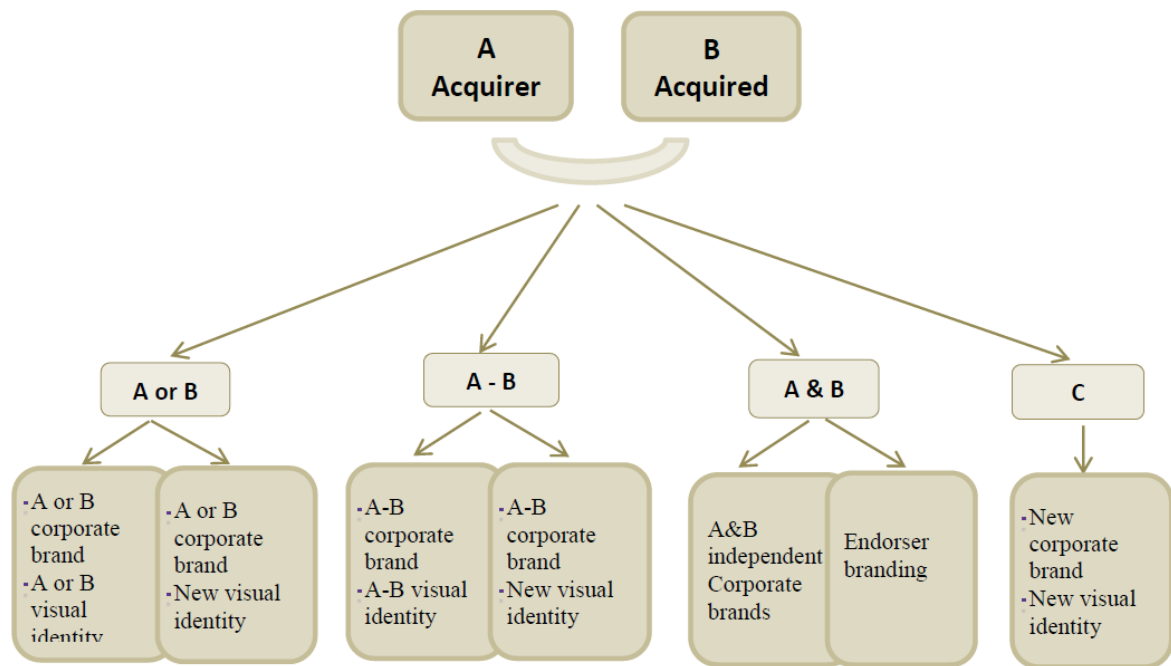 A
Acquirer
B
Acquired
A or B
A - B
A & B
C
A or B
corporate
brand
A or B
visual
identity
A or B
corporate
brand
New visual
identity
A-B
corporate
brand
A-B visual
identity
A-B
corporate
brand
New visual
identity
A&B
independent
Corporate
brands
Endorser
branding
New
corporate
brand
New visual
identity